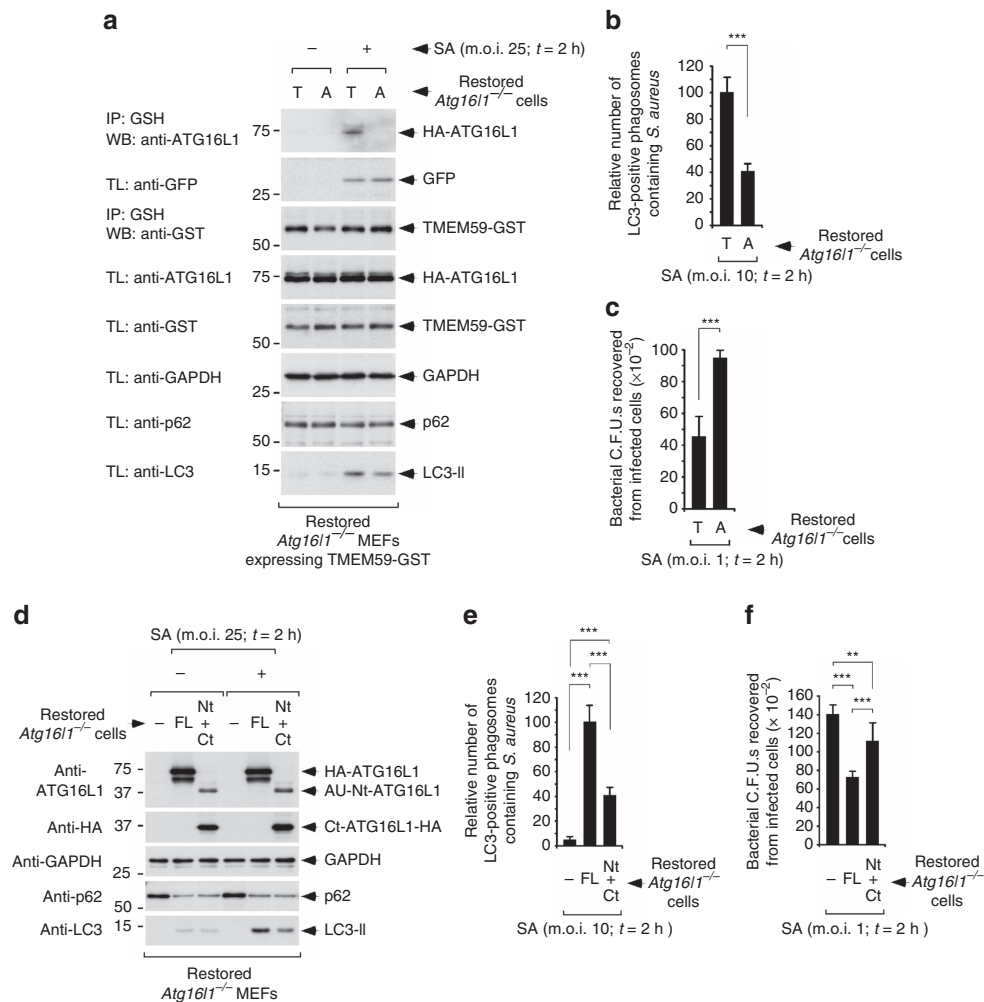 a
– + SA (m.o.i. 25; t = 2 h)
T A T A Restored
Atg16l1–/– cells
IP: GSH
WB: anti-ATG16L1
75 HA-ATG16L1
TL: anti-GFP 25 GFP
IP: GSH
WB: anti-GST
50 TMEM59-GST
TL: anti-ATG16L1 75 HA-ATG16L1
TL: anti-GST 50 TMEM59-GST
TL: anti-GAPDH 25 GAPDH
TL: anti-p62 50 p62
TL: anti-LC3 15 LC3-II
Restored
Atg16l1–/– MEFs
expressing TMEM59-GST
b
***
Relative number of
LC3-positive phagosomes
containing S. aureus
120
100
80
60
40
20
0
T A
Restored
Atg16l1–/– cells
SA (m.o.i. 10; t = 2 h)
c
***
Bacterial C.F.U.s recovered
from infected cells (×10–2)
100
80
60
40
20
0
T A
Restored
Atg16l1–/– cells
SA (m.o.i. 1; t = 2 h)
d
SA (m.o.i. 25; t = 2 h)
– +
Restored
Atg16l1–/–
cells
– FL Nt + Ct – FL Nt + Ct
Anti-
ATG16L1
75 HA-ATG16L1
37 AU-Nt-ATG16L1
Anti-HA 37 Ct-ATG16L1-HA
Anti-GAPDH 25 GAPDH
Anti-p62 50 p62
Anti-LC3 15 LC3-II
Restored
Atg16l1–/– MEFs
e
***
***
***
Relative number of
LC3-positive phagosomes
containing S. aureus
120
100
80
60
40
20
0
– FL Nt + Ct
Restored
Atg16l1–/–
cells
SA (m.o.i. 10; t = 2 h )
f
**
***
***
Bacterial C.F.U.s recovered
from infected cells (× 10–2)
160
140
120
100
80
60
40
20
0
– FL Nt + Ct
Restored
Atg16l1–/–
cells
SA (m.o.i. 1; t = 2 h )